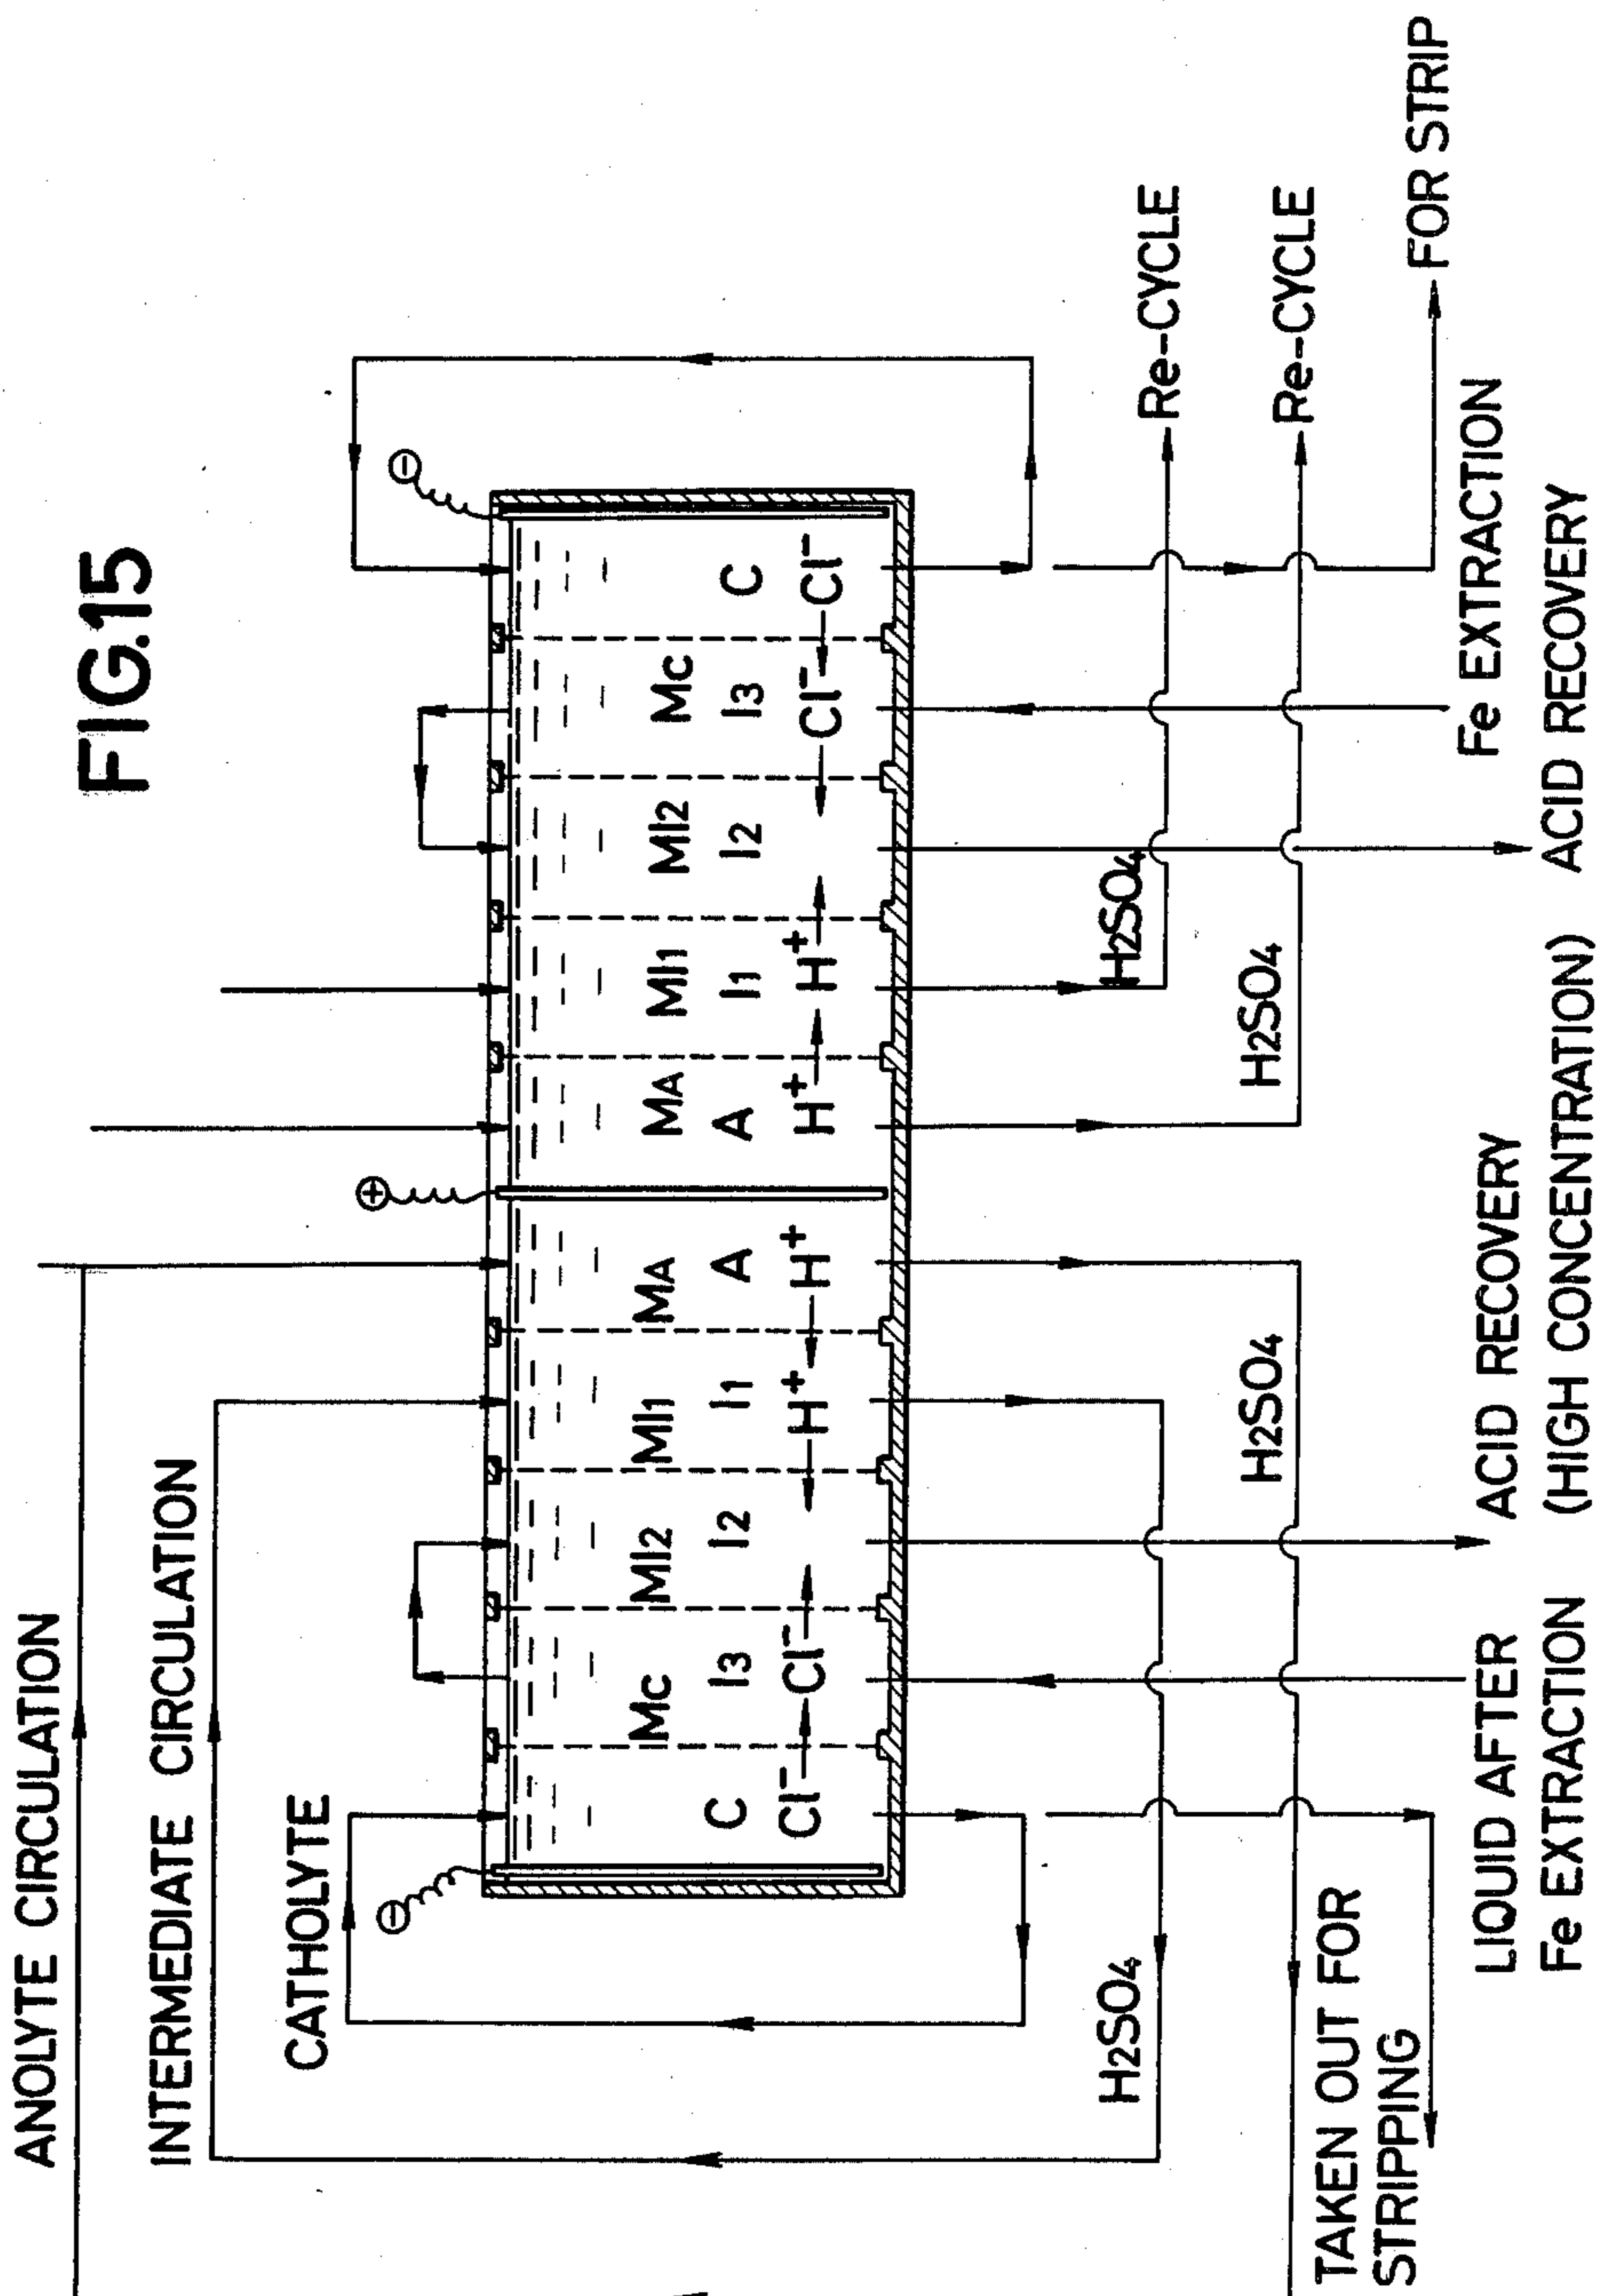 FIG.15
ANOLYTE CIRCULATION
INTERMEDIATE CIRCULATION
CATHOLYTE
⊖
⊕
⊖
Mc
MI2
MI1
MA
MA
MI1
MI2
Mc
C
I3
I2
I1
A
A
I1
I2
I3
C
Cl⁻
Cl⁻
H⁺
H⁺
H⁺
H⁺
Cl⁻
Cl⁻
H2SO4
H2SO4
Re-CYCLE
H2SO4
H2SO4
Re-CYCLE
TAKEN OUT FOR
STRIPPING
FOR STRIP
LIQUID AFTER
Fe EXTRACTION
ACID RECOVERY
(HIGH CONCENTRATION)
ACID RECOVERY
Fe EXTRACTION